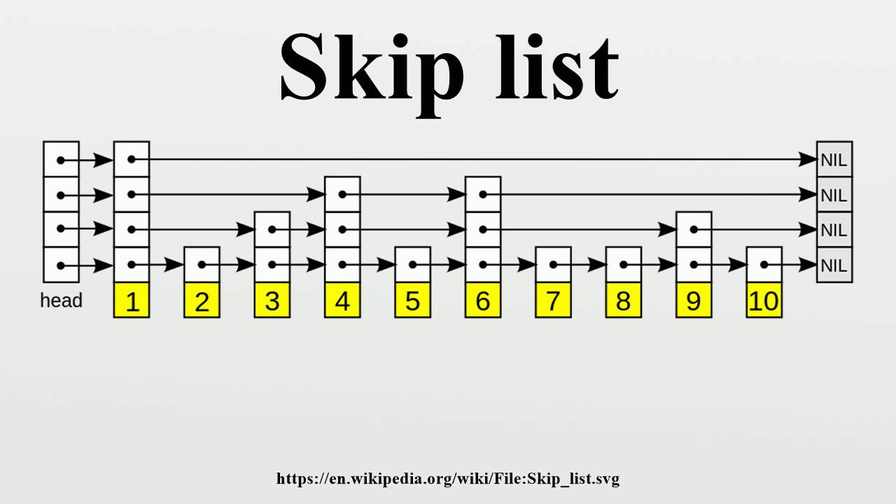 Skip list
NIL
NIL
NIL
NIL
head 1 2 3 4 5 6 7 8 9 10
https://en.wikipedia.org/wiki/File:Skip_list.svg